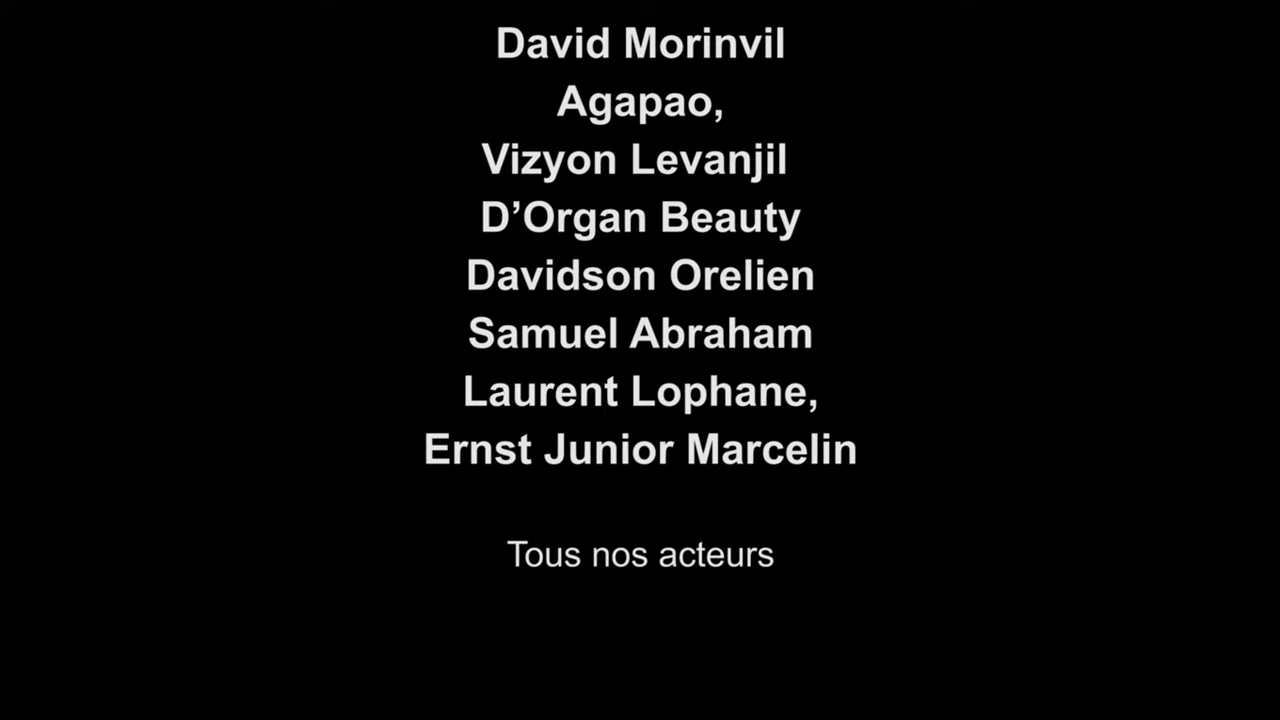 David Morinvil
Agapao,
Vizyon Levanjil
D’Organ Beauty
Davidson Orelien
Samuel Abraham
Laurent Lophane,
Ernst Junior Marcelin
Tous nos acteurs